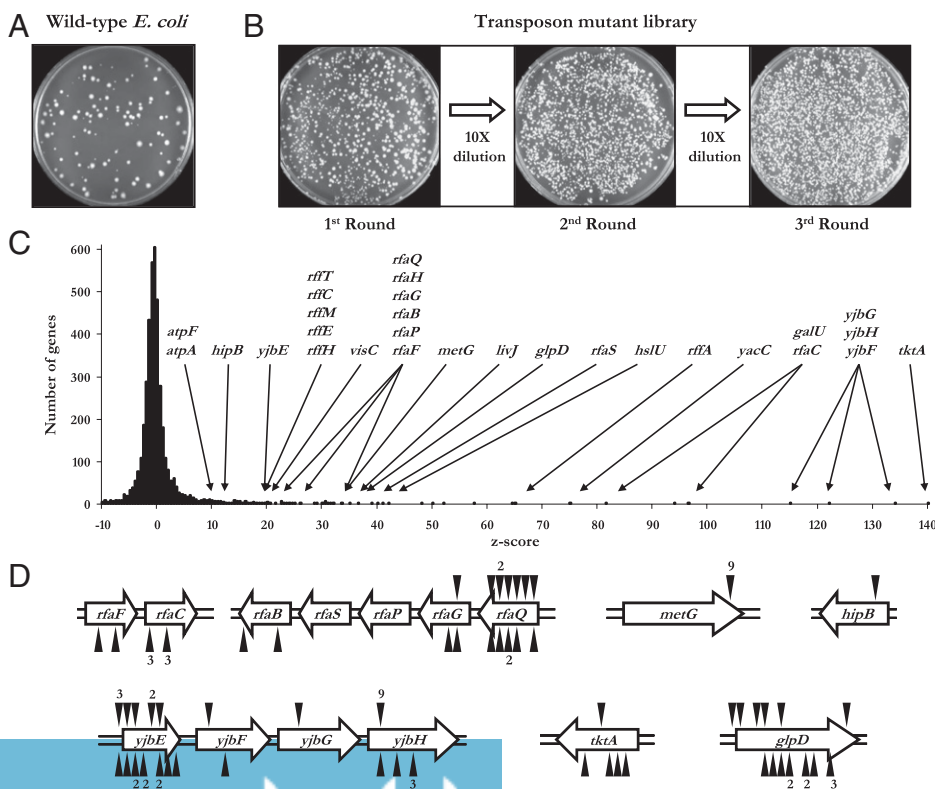 A Wild-type E. coli
B Transposon mutant library
10X
dilution
10X
dilution
1st Round
2nd Round
3rd Round
C
Number of genes
600
500
400
300
200
100
0
-10 0 10 20 30 40 50 60 70 80 90 100 110 120 130 140
z-score
atpF
atpA
hipB
yjbE
rffT
rffC
rffM
rffE
rffH
visC
rfaQ
rfaH
rfaG
rfaB
rfaP
rfaF
metG
livJ
glpD
rfaS
hslU
rffA
yacC
galU
rfaC
yjbG
yjbH
yjbF
tktA
D
2 9
rfaF rfaC rfaB rfaS rfaP rfaG rfaQ metG hipB
3 3 2
3 2 9
yjbE yjbF yjbG yjbH tktA glpD
2 2 2 3 2 2 3